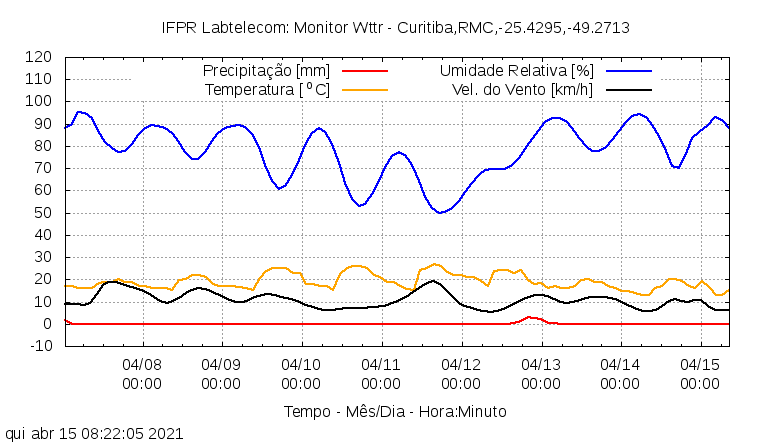 IFPR Labtelecom: Monitor Wttr - Curitiba,RMC,-25.4295,-49.2713
120
110
100
90
80
70
60
50
40
30
20
10
0
-10
Precipitação [mm] Umidade Relativa [%]
Temperatura [⁰C] Vel. do Vento [km/h]
04/08 04/09 04/10 04/11 04/12 04/13 04/14 04/15
00:00 00:00 00:00 00:00 00:00 00:00 00:00 00:00
Tempo - Mês/Dia - Hora:Minuto
qui abr 15 08:22:05 2021